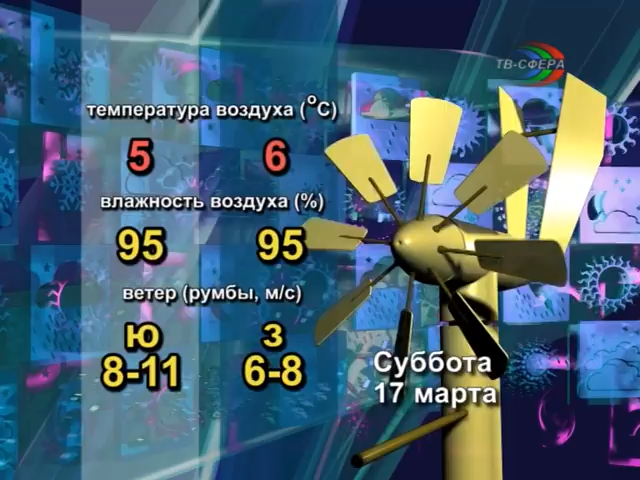 ТВ-СФЕРА
температура воздуха (°C)
5 6
влажность воздуха (%)
95 95
ветер (румбы, м/с)
ю з
8-11 6-8
Суббота
17 марта